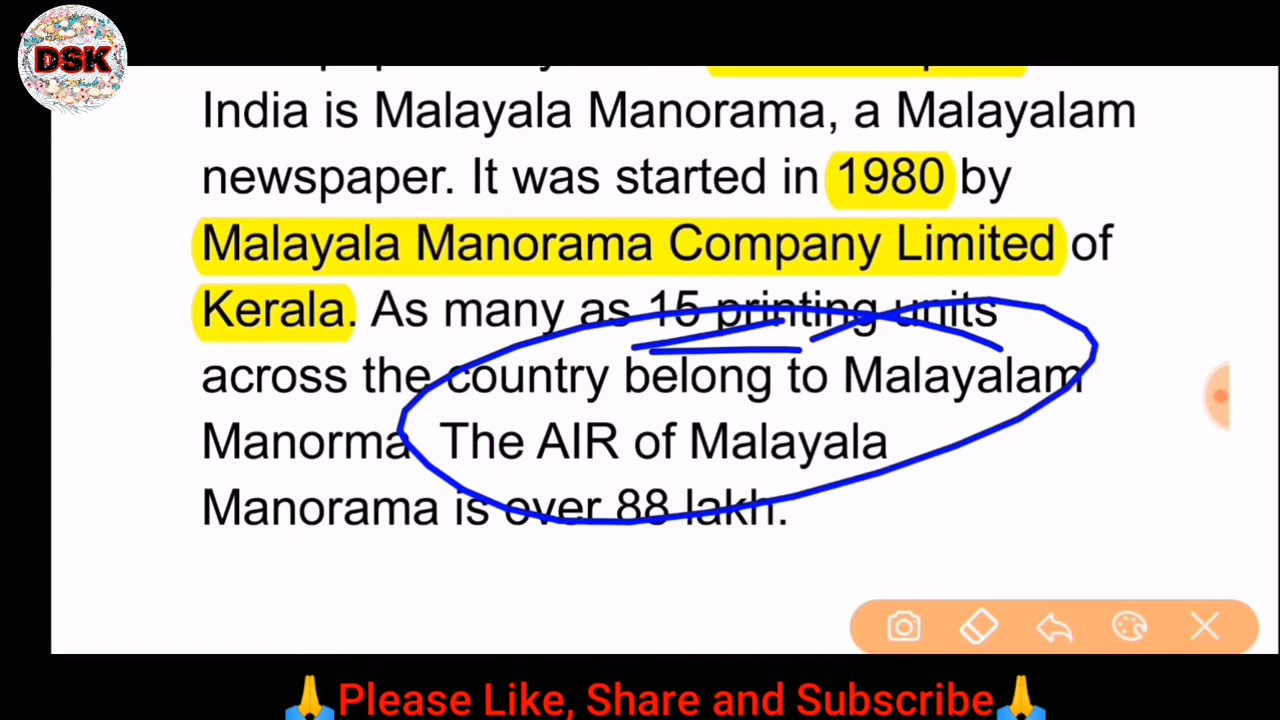 DSK
India is Malayala Manorama, a Malayalam
newspaper. It was started in 1980 by
Malayala Manorama Company Limited of
Kerala. As many as 15 printing units
across the country belong to Malayalam
Manorma The AIR of Malayala
Manorama is over 88 lakh.
🙏Please Like, Share and Subscribe🙏